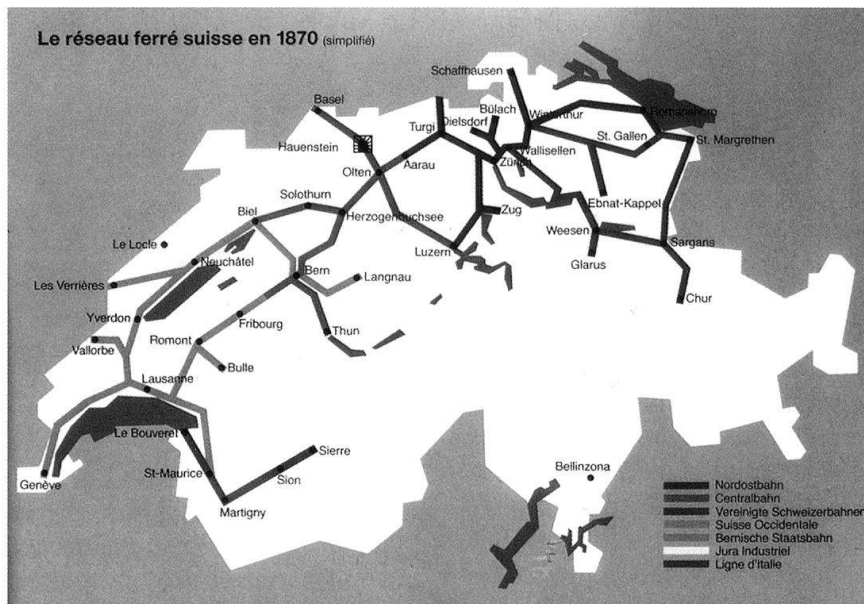 Le réseau ferré suisse en 1870 (simplifié)
Schaffhausen
Basel
Bülach
Dielsdorf
Winterthur
Romanshorn
Turgi
St. Gallen
St. Margrethen
Hauenstein
Wallisellen
Aarau
Zürich
Olten
Solothurn
Ebnat-Kappel
Biel
Herzogenbuchsee
Zug
Weesen
Le Locle
Luzern
Sargans
Neuchâtel
Glarus
Les Verrières
Bern
Langnau
Chur
Yverdon
Fribourg
Thun
Romont
Vallorbe
Bulle
Lausanne
Le Bouveret
Sierre
St-Maurice
Sion
Bellinzona
Genève
Martigny
Nordostbahn
Centralbahn
Vereinigte Schweizerbahnen
Suisse Occidentale
Bernische Staatsbahn
Jura Industriel
Ligne d'Italie